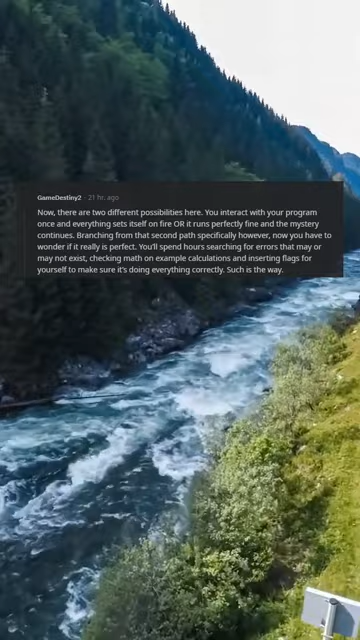 GameDestiny2 · 21 hr. ago
Now, there are two different possibilities here. You interact with your program
once and everything sets itself on fire OR it runs perfectly fine and the mystery
continues. Branching from that second path specifically however, now you have to
wonder if it really is perfect. You'll spend hours searching for errors that may or
may not exist, checking math on example calculations and inserting flags for
yourself to make sure it's doing everything correctly. Such is the way.